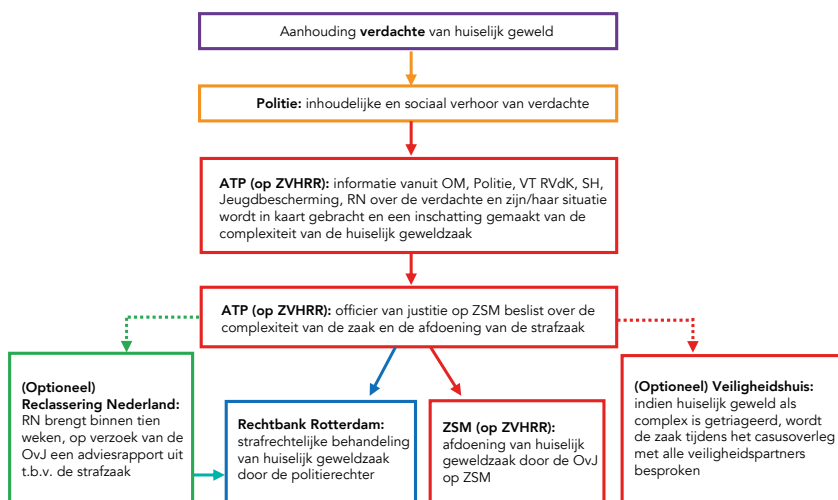 Aanhouding verdachte van huiselijk geweld
Politie: inhoudelijke en sociaal verhoor van verdachte
ATP (op ZVHRR): informatie vanuit OM, Politie, VT RVdK, SH,
Jeugdbescherming, RN over de verdachte en zijn/haar situatie
wordt in kaart gebracht en een inschatting gemaakt van de
complexiteit van de huiselijk geweldzaak
ATP (op ZVHRR): officier van justitie op ZSM beslist over de
complexiteit van de zaak en de afdoening van de strafzaak
(Optioneel)
Reclassering Nederland:
RN brengt binnen tien
weken, op verzoek van de
OvJ een adviesrapport uit
t.b.v. de strafzaak
Rechtbank Rotterdam:
strafrechtelijke behandeling
van huiselijk geweldzaak
door de politierechter
ZSM (op ZVHRR):
afdoening van huiselijk
geweldzaak door de OvJ
op ZSM
(Optioneel) Veiligheidshuis:
indien huiselijk geweld als
complex is getriageerd, wordt
de zaak tijdens het casusoverleg
met alle veiligheidspartners
besproken